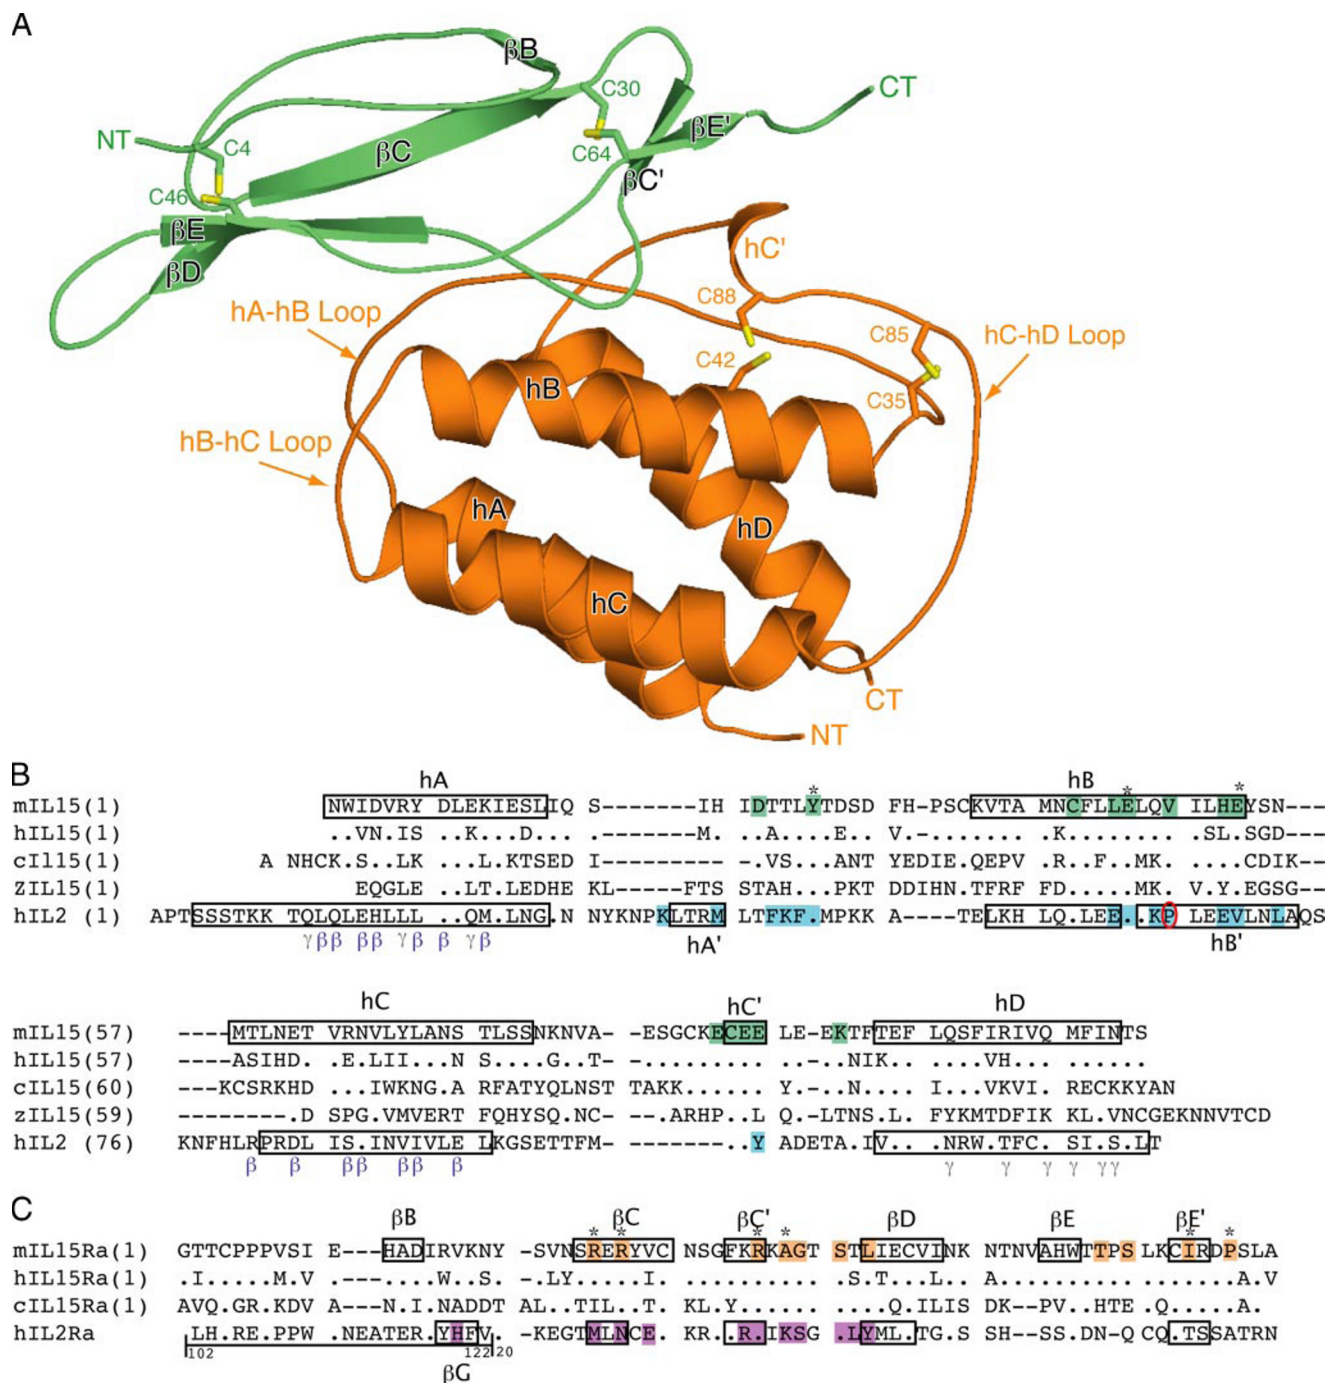 A
βB
C30
CT
NT
C4
βC
C64
βE'
βC'
C46
βE
hC'
βD
C88
hA-hB Loop
C85
hC-hD Loop
C42
hB
C35
hB-hC Loop
hA
hD
hC
CT
NT
B
hA hB
* * *
mIL15(1) NWIDVRY DLEKIESLIQ S-------IH IDTTLYTDSD FH-PSCKVTA MNCFLLELQV ILHEYSN---
hIL15(1) ..VN.IS ..K...D... .-------M. ..A....E.. V.-....... ..K....... ...SL.SGD---
cIl15(1) A NHCK.S..LK ...L.KTSED I--------. ..VS..ANT YEDIE.QEPV .R..F..MK. ....CDIK--
ZIL15(1) EQGLE ..LT.LEDHE KL-----FTS STAH...PKT DDIHN.TFRF FD.....MK. V.Y.EGSG--
hIL2 (1) APTSSSTKK TQLQLEHLLL ..QM.LNG.N NYKNPKLTRM LTFKF.MPKK A-----TELKH LQ.LEE..KP LEEVLNLAQS
γββ ββ γβ β γβ hA' hB'
hC hC' hD
mIL15(57) ----MTLNET VRNVLYLANS TLSSNKNVA- --ESGCKECEE LE-EKTFTEF LQSFIRIVQ MFINTS
hIL15(57) ----ASIHD. .E.LII..N S....G..T- --......... ..-..NIK.. ....VH... ......
cIL15(60) ---KCSRKHD ...IWKNG.A RFATYQLNST TAKK.....Y. ..-..N.... I..VKVI. RECKKYAN
zIL15(59) --------.D SPG.VMVERT FQHYSQ.NC- --ARHP..L Q.-LTNS.L. FYKMTDFIK KL.VNCGEKNNVTCD
hIL2 (76) KNFHLRPRDL IS.INVIVLE LKGSETTFM- --------.Y ADETA.IV.. .NRW.TFC. SI.S.LT
β β ββ ββ β γ γ γ γ γγ
C
βB βC βC' βD βE βE'
* * * * * *
mIL15Ra(1) GTTCPPPVSI E---HADIRVKNY -SVNSRERYVC NSGFKRKAGT STLIECVINK NTNVAHWTTPS LKCIRDPSLA
hIL15Ra(1) .I.....M.V .---......W..S. -.LY.....I. .......... .S.T...L.. A.......... ........A.V
cIL15Ra(1) AVQ.GR.KDV A---.N.I.NADDT AL..TIL..T. KL.Y...... ...Q.ILIS DK--PV..HTE .Q.....A.
hIL2Ra LH.RE.PPW .NEATER.YHFV. -KEGTMLNCE. KR..R.IKSG .LYML.TG.S SH--SS.DN-Q CQ.TSSATRN
102 122 20
βG